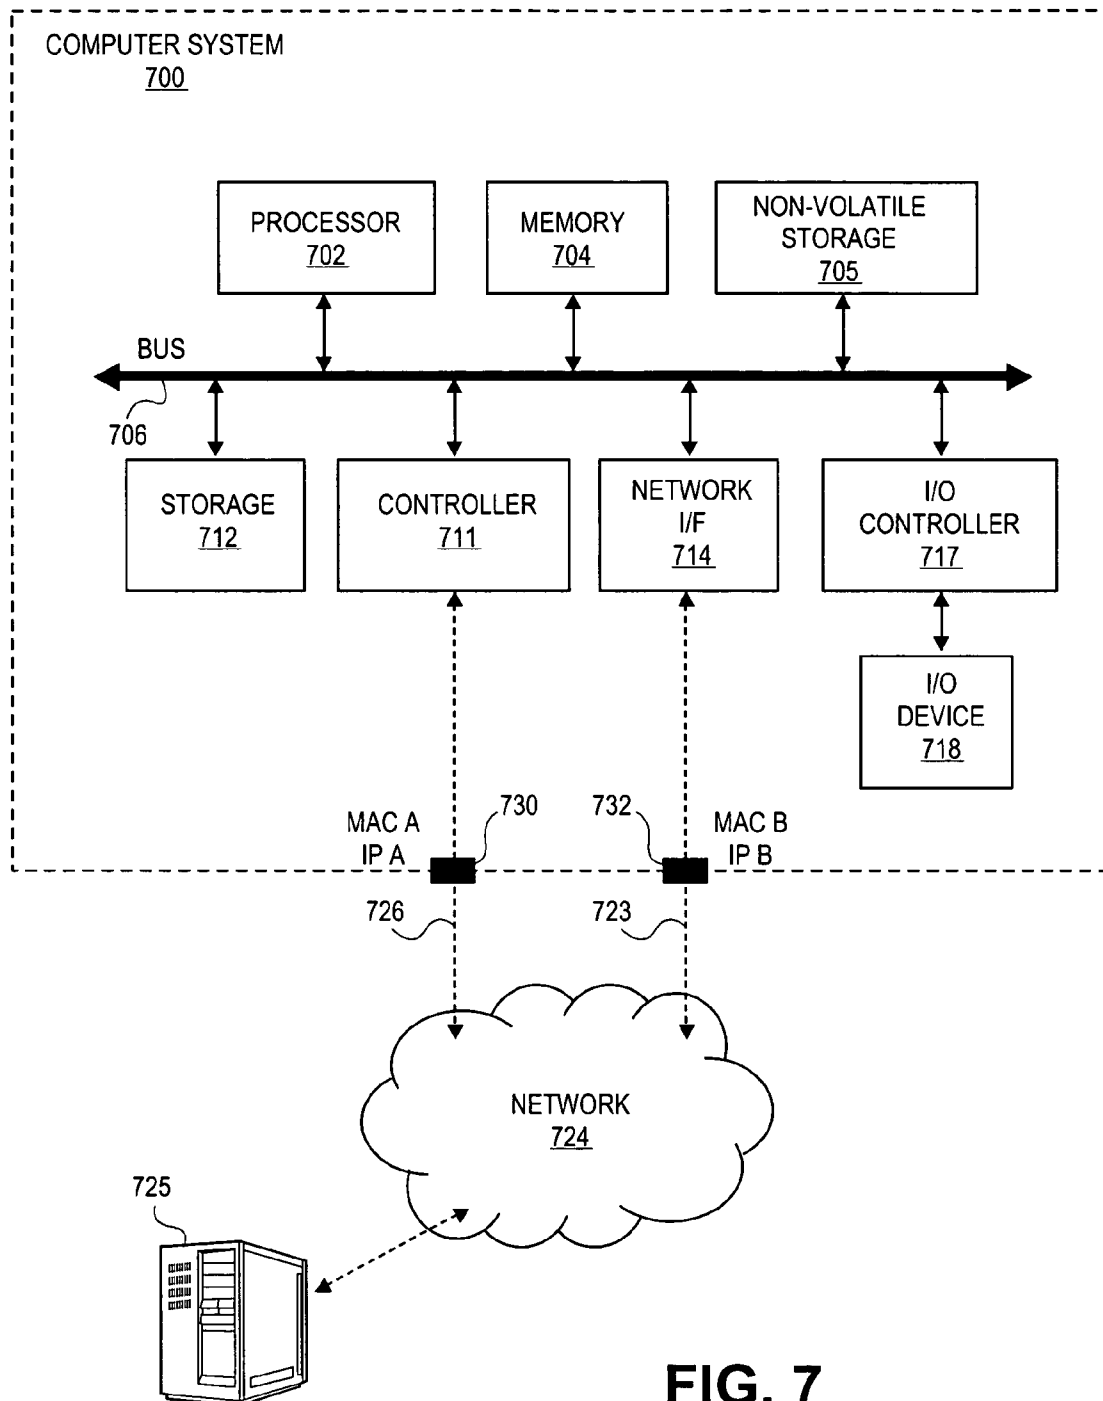 COMPUTER SYSTEM
700
PROCESSOR
702
MEMORY
704
NON-VOLATILE
STORAGE
705
BUS
706
STORAGE
712
CONTROLLER
711
NETWORK
I/F
714
I/O
CONTROLLER
717
I/O
DEVICE
718
MAC A
IP A
730
732
MAC B
IP B
726
723
NETWORK
724
725
FIG. 7